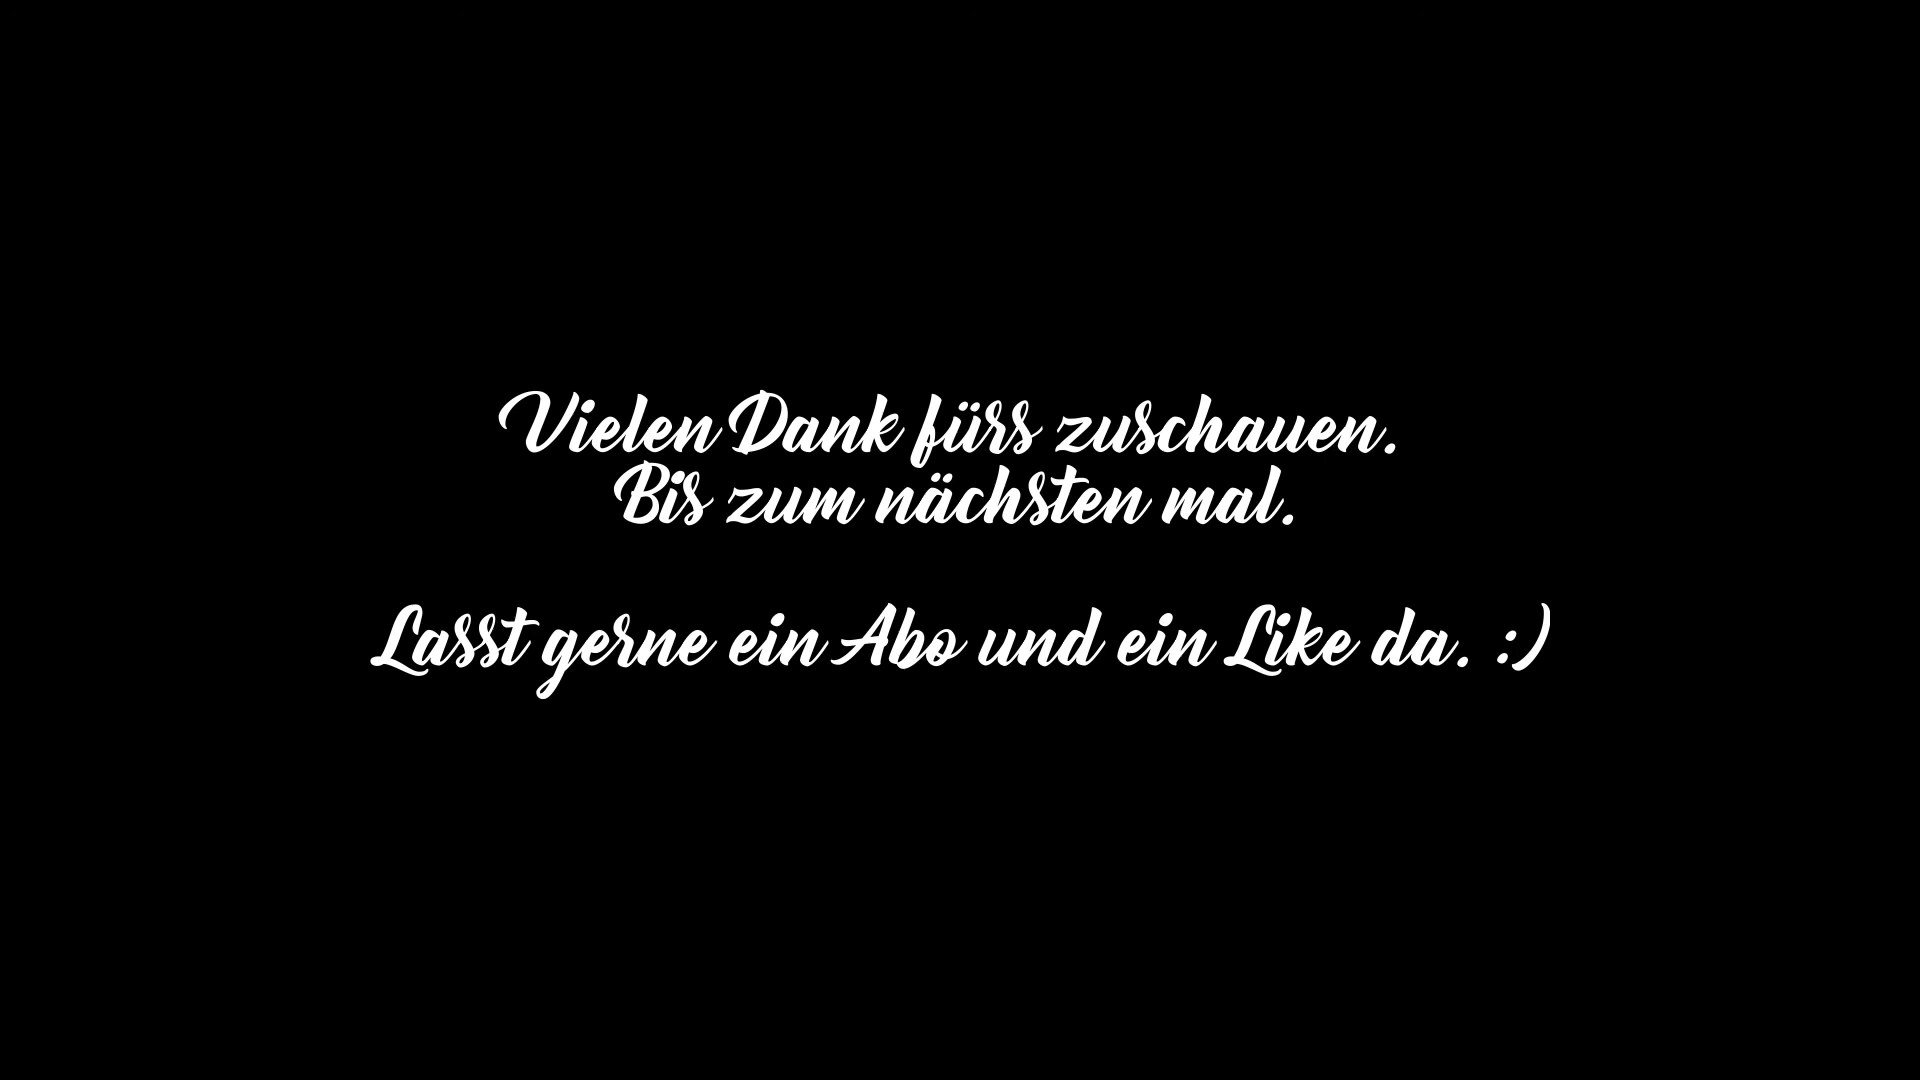 Vielen Dank fürs zuschauen.
Bis zum nächsten mal.
Lasst gerne ein Abo und ein Like da. :)